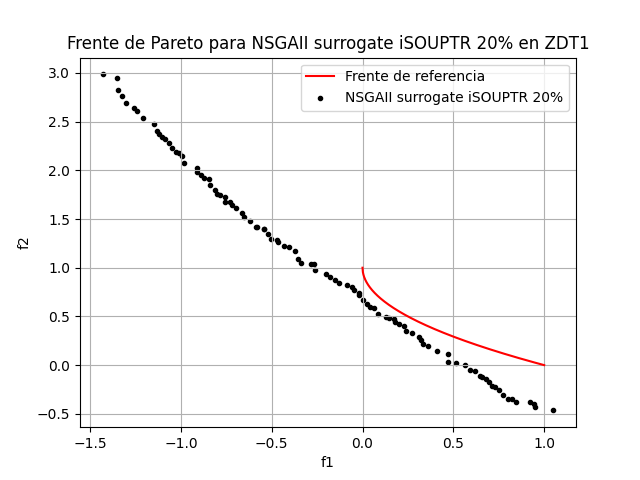 Frente de Pareto para NSGAII surrogate iSOUPTR 20% en ZDT1
Frente de referencia
NSGAII surrogate iSOUPTR 20%
3.0
2.5
2.0
1.5
1.0
0.5
0.0
−0.5
f2
−1.5
−1.0
−0.5
0.0
0.5
1.0
f1